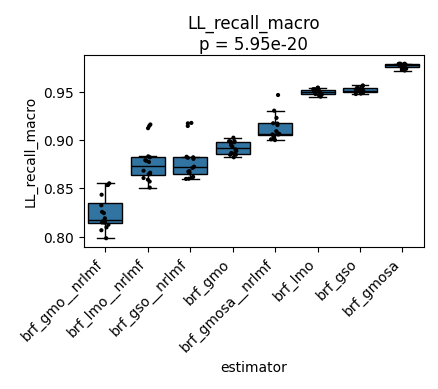 LL_recall_macro
p = 5.95e-20
LL_recall_macro
0.95
0.90
0.85
0.80
brf_gmo__nrlmf
brf_lmo__nrlmf
brf_gso__nrlmf
brf_gmo
brf_gmosa__nrlmf
brf_lmo
brf_gso
brf_gmosa
estimator